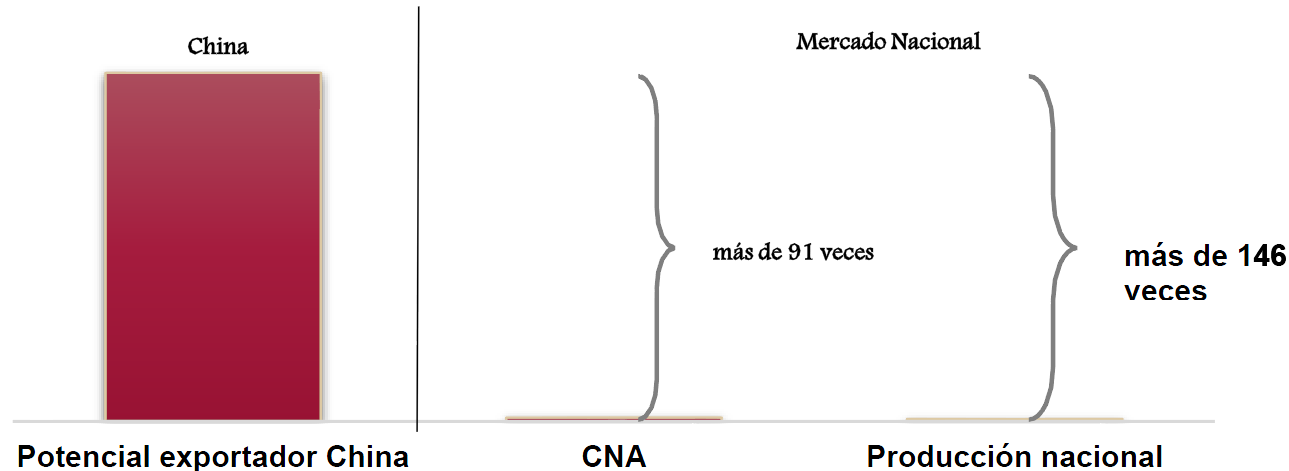 China
Mercado Nacional
más de 91 veces
más de 146
veces
Potencial exportador China
CNA
Producción nacional